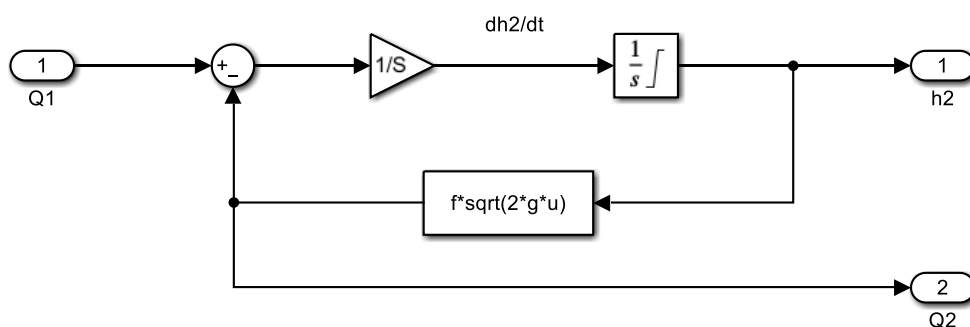 dh2/dt
1
+
−
1/S
1
s
1
Q1
h2
f*sqrt(2*g*u)
2
Q2